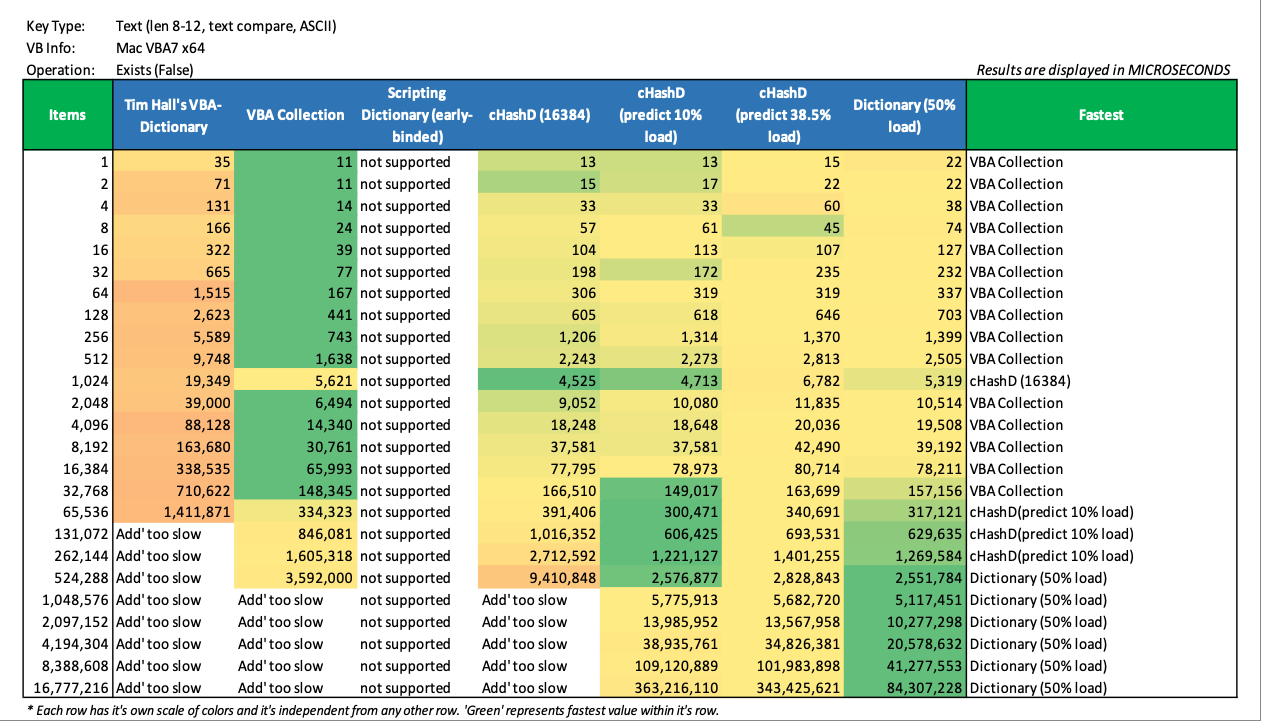 Key Type: Text (len 8-12, text compare, ASCII)
VB Info: Mac VBA7 x64
Operation: Exists (False) Results are displayed in MICROSECONDS
Items Tim Hall's VBA-Dictionary VBA Collection Scripting Dictionary (early-binded) cHashD (16384) cHashD (predict 10% load) cHashD (predict 38.5% load) Dictionary (50% load) Fastest
1 35 11 not supported 13 13 15 22 VBA Collection
2 71 11 not supported 15 17 22 22 VBA Collection
4 131 14 not supported 33 33 60 38 VBA Collection
8 166 24 not supported 57 61 45 74 VBA Collection
16 322 39 not supported 104 113 107 127 VBA Collection
32 665 77 not supported 198 172 235 232 VBA Collection
64 1,515 167 not supported 306 319 319 337 VBA Collection
128 2,623 441 not supported 605 618 646 703 VBA Collection
256 5,589 743 not supported 1,206 1,314 1,370 1,399 VBA Collection
512 9,748 1,638 not supported 2,243 2,273 2,813 2,505 VBA Collection
1,024 19,349 5,621 not supported 4,525 4,713 6,782 5,319 cHashD (16384)
2,048 39,000 6,494 not supported 9,052 10,080 11,835 10,514 VBA Collection
4,096 88,128 14,340 not supported 18,248 18,648 20,036 19,508 VBA Collection
8,192 163,680 30,761 not supported 37,581 37,581 42,490 39,192 VBA Collection
16,384 338,535 65,993 not supported 77,795 78,973 80,714 78,211 VBA Collection
32,768 710,622 148,345 not supported 166,510 149,017 163,699 157,156 VBA Collection
65,536 1,411,871 334,323 not supported 391,406 300,471 340,691 317,121 cHashD(predict 10% load)
131,072 Add' too slow 846,081 not supported 1,016,352 606,425 693,531 629,635 cHashD(predict 10% load)
262,144 Add' too slow 1,605,318 not supported 2,712,592 1,221,127 1,401,255 1,269,584 cHashD(predict 10% load)
524,288 Add' too slow 3,592,000 not supported 9,410,848 2,576,877 2,828,843 2,551,784 Dictionary (50% load)
1,048,576 Add' too slow Add' too slow not supported Add' too slow 5,775,913 5,682,720 5,117,451 Dictionary (50% load)
2,097,152 Add' too slow Add' too slow not supported Add' too slow 13,985,952 13,567,958 10,277,298 Dictionary (50% load)
4,194,304 Add' too slow Add' too slow not supported Add' too slow 38,935,761 34,826,381 20,578,632 Dictionary (50% load)
8,388,608 Add' too slow Add' too slow not supported Add' too slow 109,120,889 101,983,898 41,277,553 Dictionary (50% load)
16,777,216 Add' too slow Add' too slow not supported Add' too slow 363,216,110 343,425,621 84,307,228 Dictionary (50% load)
* Each row has it's own scale of colors and it's independent from any other row. 'Green' represents fastest value within it's row.